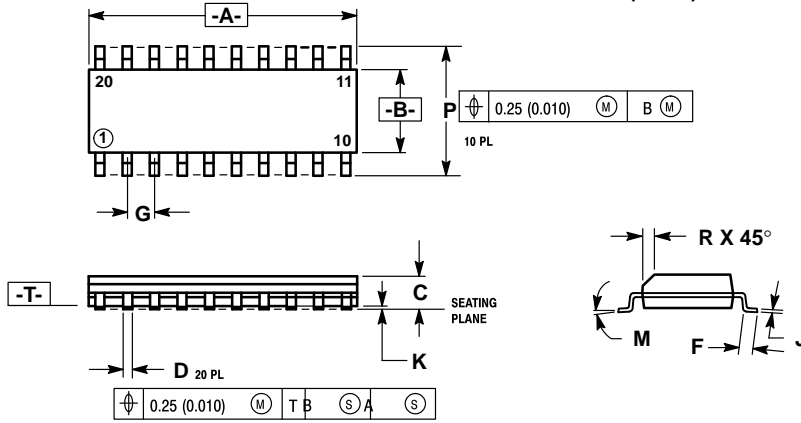 -A-
20 11
-B- P
⌖ 0.25 (0.010) Ⓜ B Ⓜ
① 10
10 PL
G
R X 45°
-T-
C
SEATING
PLANE
M
F
K
D 20 PL
⌖ 0.25 (0.010) Ⓜ T B Ⓢ A Ⓢ